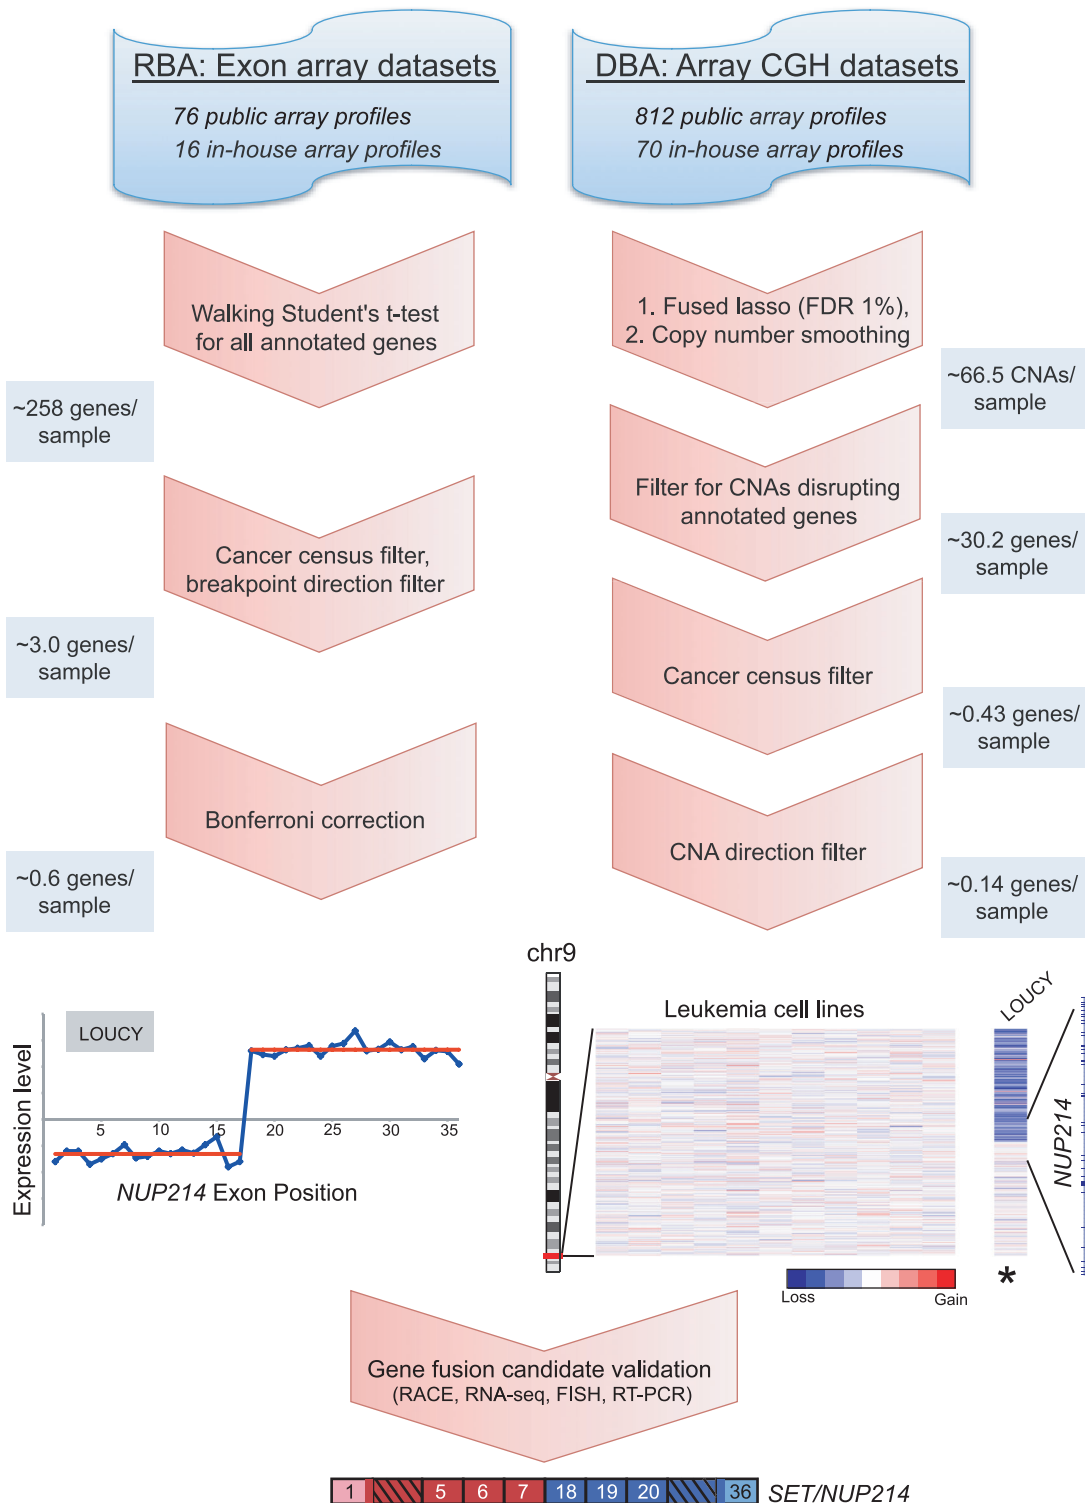 RBA: Exon array datasets
76 public array profiles
16 in-house array profiles
DBA: Array CGH datasets
812 public array profiles
70 in-house array profiles
Walking Student's t-test
for all annotated genes
~258 genes/
sample
Cancer census filter,
breakpoint direction filter
~3.0 genes/
sample
Bonferroni correction
~0.6 genes/
sample
1. Fused lasso (FDR 1%),
2. Copy number smoothing
~66.5 CNAs/
sample
Filter for CNAs disrupting
annotated genes
~30.2 genes/
sample
Cancer census filter
~0.43 genes/
sample
CNA direction filter
~0.14 genes/
sample
Expression level
LOUCY
5 10 15 20 25 30 35
NUP214 Exon Position
chr9
Leukemia cell lines
LOUCY
NUP214
Loss Gain
*
Gene fusion candidate validation
(RACE, RNA-seq, FISH, RT-PCR)
1 5 6 7 18 19 20 36 SET/NUP214